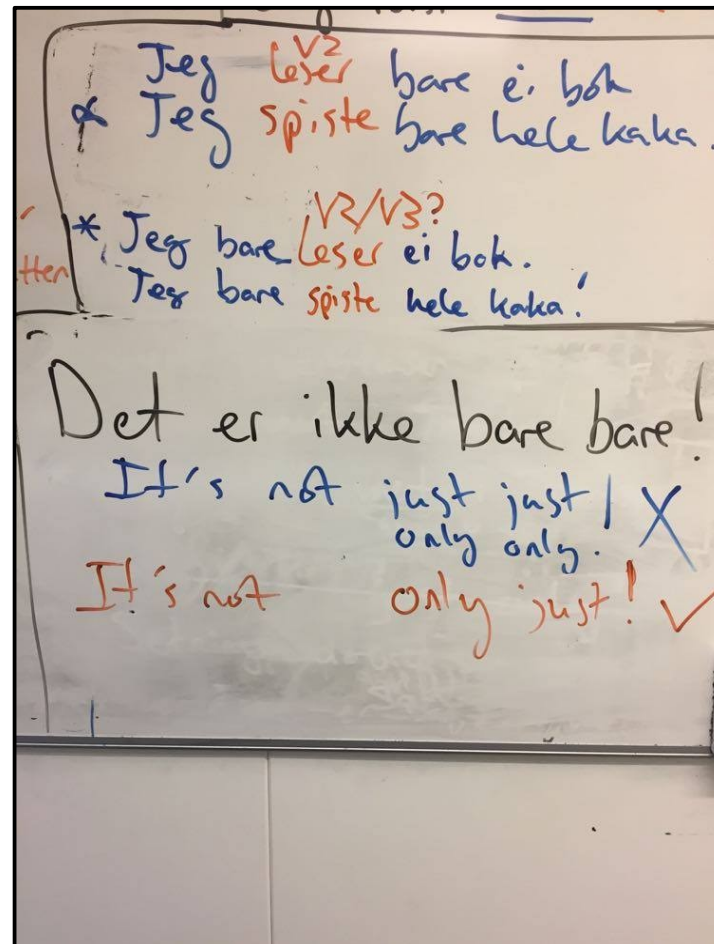 V2
Jeg leser bare ei bok
Jeg spiste bare hele kaka.
V2/V3?
* Jeg bare leser ei bok.
Jeg bare spiste hele kaka!
tten
Det er ikke bare bare!
It's not just just!
only only. X
It's not only just! ✓